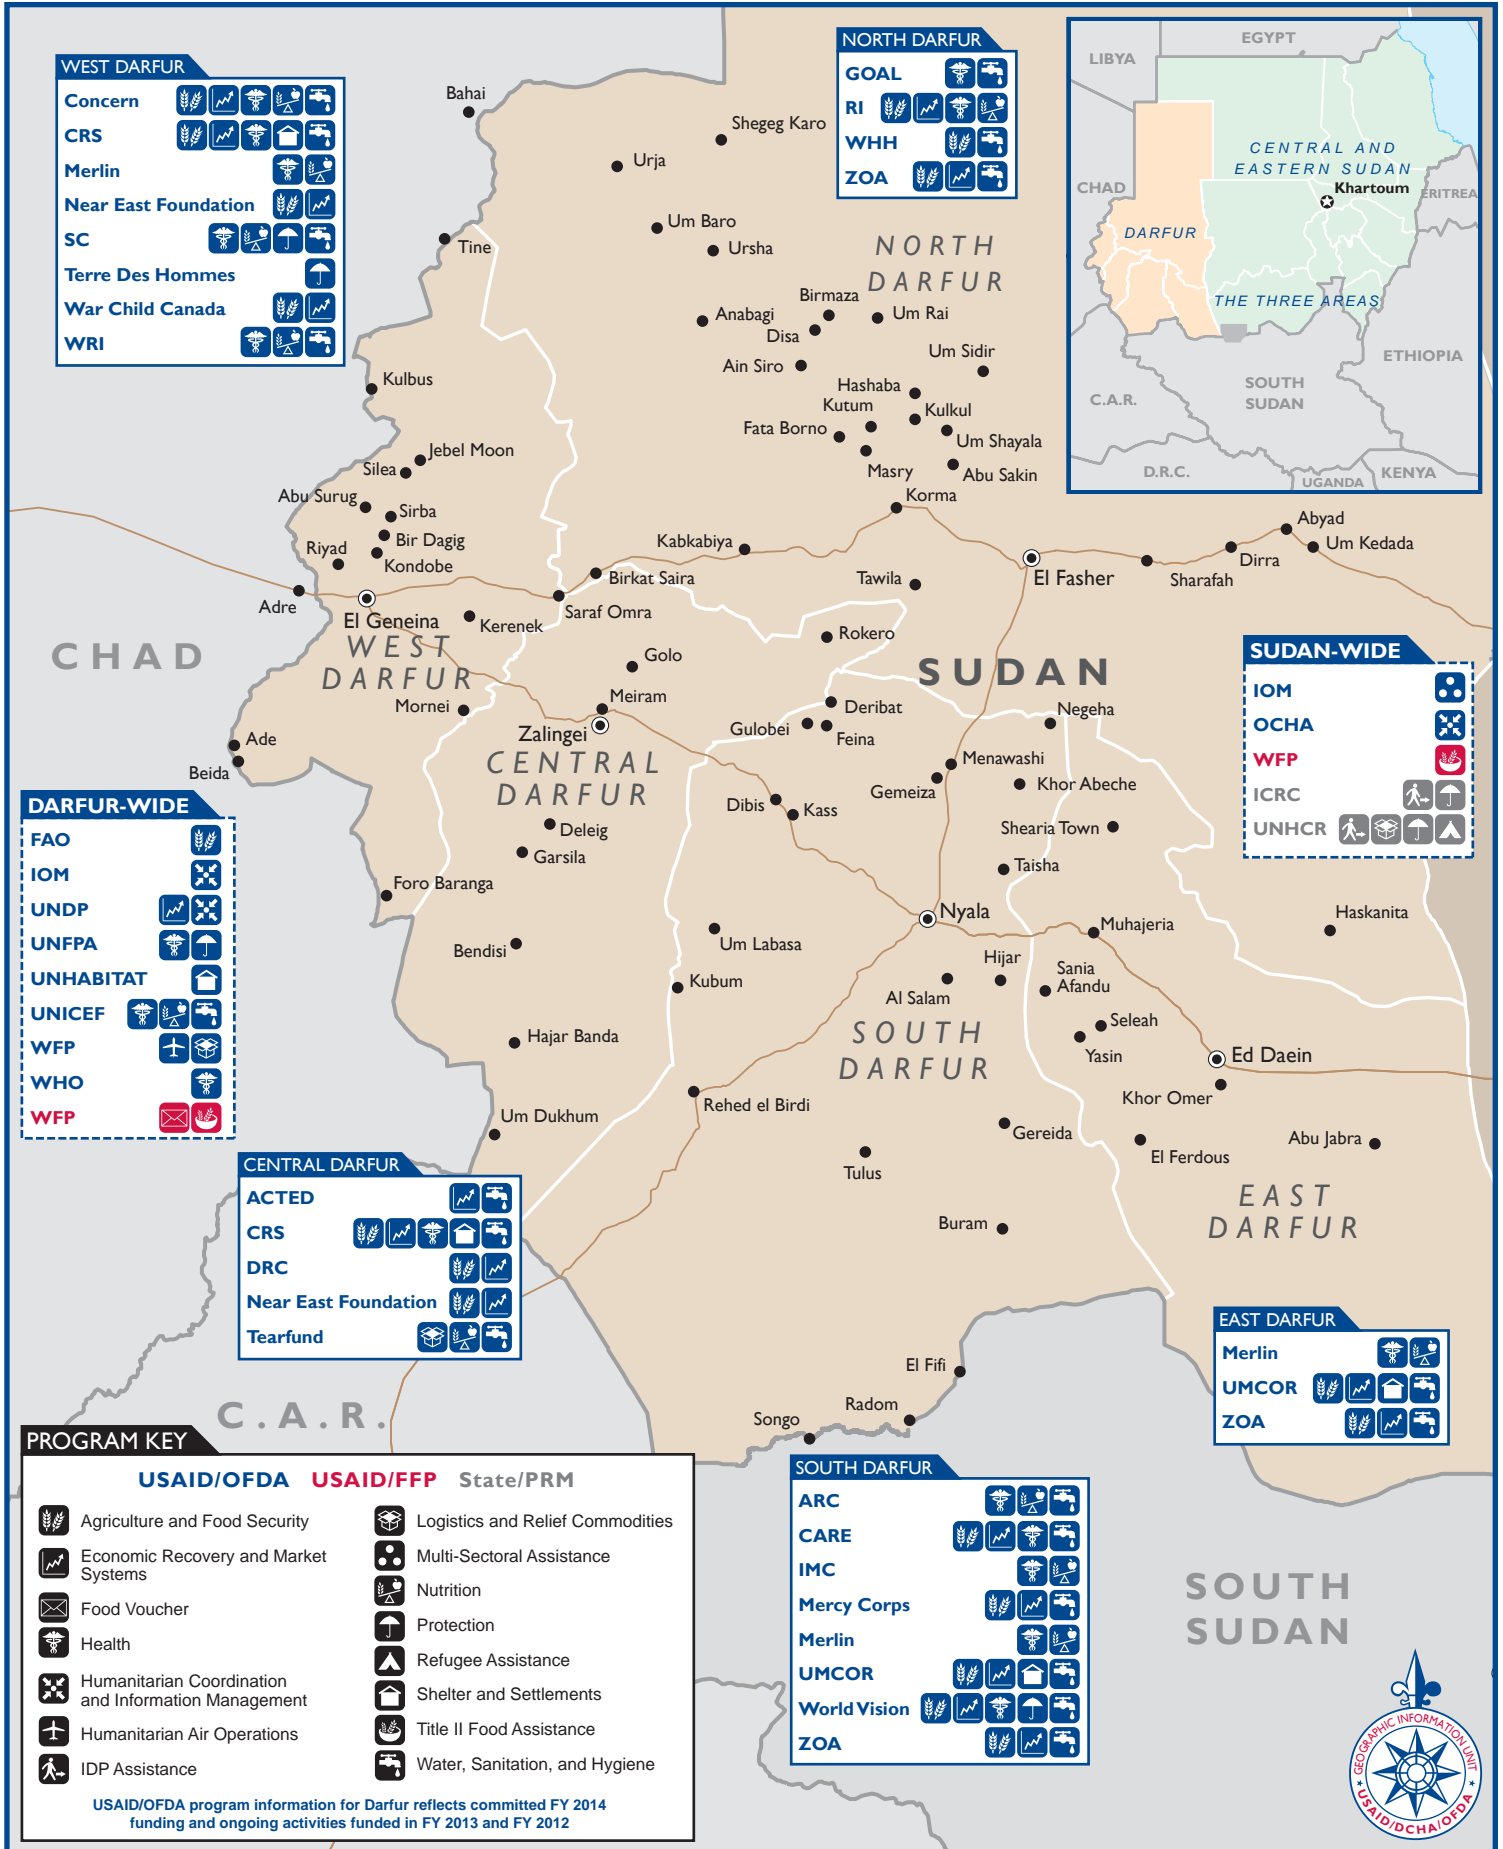 WEST DARFUR
Concern
CRS
Merlin
Near East Foundation
SC
Terre Des Hommes
War Child Canada
WRI
NORTH DARFUR
GOAL
RI
WHH
ZOA
EGYPT
LIBYA
CENTRAL AND
EASTERN SUDAN
Khartoum
CHAD
ERITREA
DARFUR
THE THREE AREAS
ETHIOPIA
SOUTH
SUDAN
C.A.R.
D.R.C.
UGANDA
KENYA
Bahai
Shegeg Karo
Urja
Um Baro
Ursha
Tine
NORTH
DARFUR
Birmaza
Anabagi
Um Rai
Disa
Ain Siro
Um Sidir
Kulbus
Hashaba
Kutum
Kulkul
Fata Borno
Um Shayala
Masry
Abu Sakin
Jebel Moon
Silea
Korma
Abu Surug
Sirba
Abyad
Bir Dagig
Um Kedada
Riyad
Kondobe
Kabkabiya
Dirra
Birkat Saira
Tawila
El Fasher
Sharafah
Adre
El Geneina
Saraf Omra
Kerenek
Rokero
CHAD
WEST
DARFUR
Golo
SUDAN
Meiram
Mornei
Deribat
Negeha
Zalingei
Gulobei
Feina
Ade
Beida
CENTRAL
DARFUR
Menawashi
Gemeiza
Khor Abeche
Dibis
Kass
Shearia Town
Deleig
Garsila
Taisha
Foro Baranga
Nyala
Haskanita
Muhajeria
Um Labasa
Bendisi
Hijar
Sania
Afandu
Kubum
Al Salam
Seleah
Hajar Banda
SOUTH
DARFUR
Yasin
Ed Daein
Khor Omer
Rehed el Birdi
Um Dukhum
Gereida
Abu Jabra
El Ferdous
Tulus
EAST
DARFUR
Buram
El Fifi
Radom
Songo
C.A.R.
SOUTH
SUDAN
SUDAN-WIDE
IOM
OCHA
WFP
ICRC
UNHCR
DARFUR-WIDE
FAO
IOM
UNDP
UNFPA
UNHABITAT
UNICEF
WFP
WHO
WFP
CENTRAL DARFUR
ACTED
CRS
DRC
Near East Foundation
Tearfund
EAST DARFUR
Merlin
UMCOR
ZOA
SOUTH DARFUR
ARC
CARE
IMC
Mercy Corps
Merlin
UMCOR
World Vision
ZOA
PROGRAM KEY
USAID/OFDA USAID/FFP State/PRM
Agriculture and Food Security
Economic Recovery and Market
Systems
Food Voucher
Health
Humanitarian Coordination
and Information Management
Humanitarian Air Operations
IDP Assistance
Logistics and Relief Commodities
Multi-Sectoral Assistance
Nutrition
Protection
Refugee Assistance
Shelter and Settlements
Title II Food Assistance
Water, Sanitation, and Hygiene
USAID/OFDA program information for Darfur reflects committed FY 2014
funding and ongoing activities funded in FY 2013 and FY 2012
GEOGRAPHIC INFORMATION UNIT
USAID/DCHA/OFDA